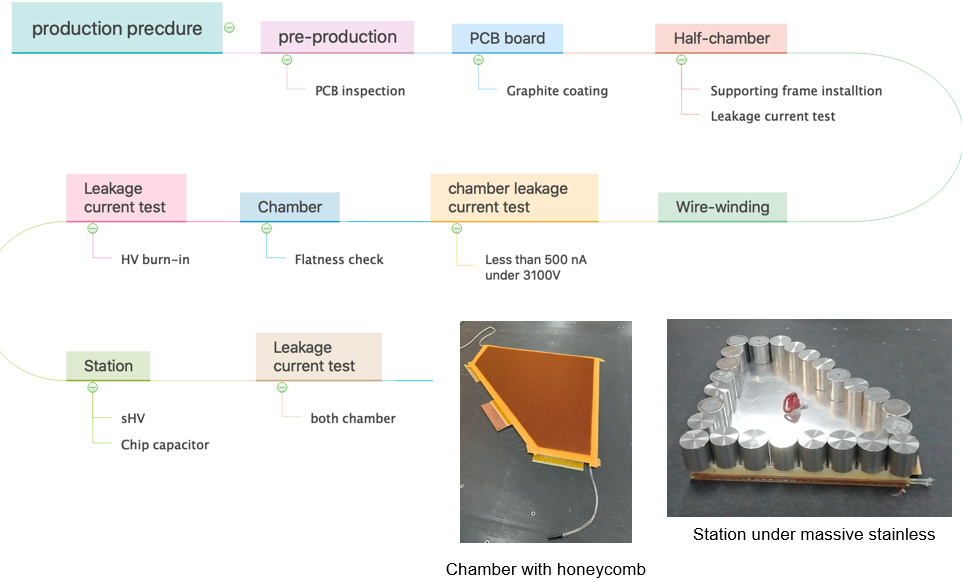 production precdure
pre-production
PCB board
Half-chamber
PCB inspection
Graphite coating
Supporting frame installtion
Leakage current test
Wire-winding
chamber leakage
current test
Less than 500 nA
under 3100V
Chamber
Flatness check
Leakage
current test
HV burn-in
Station
sHV
Chip capacitor
Leakage
current test
both chamber
Chamber with honeycomb
Station under massive stainless